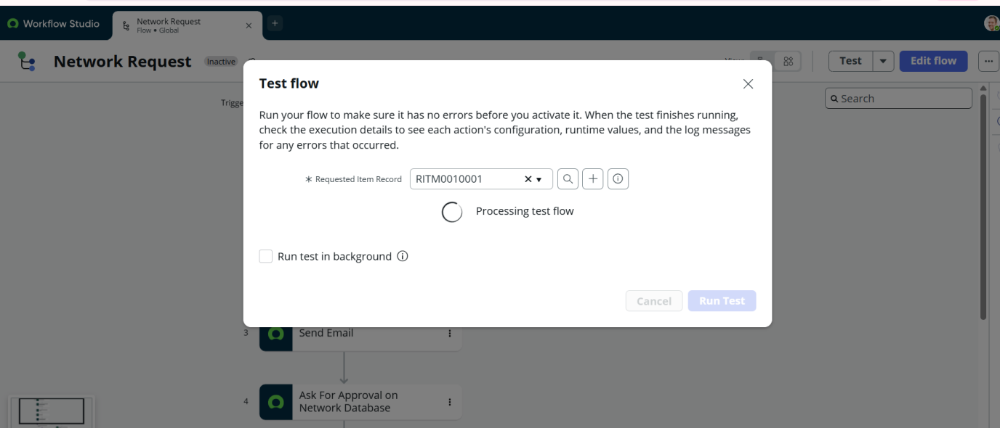 Workflow Studio
Network Request
Flow • Global
Network Request
Inactive
View:
Test
Edit flow
Trigge
Search
Test flow
Run your flow to make sure it has no errors before you activate it. When the test finishes running,
check the execution details to see each action's configuration, runtime values, and the log messages
for any errors that occurred.
* Requested Item Record
RITM0010001
Processing test flow
Run test in background
Cancel
Run Test
3
Send Email
4
Ask For Approval on
Network Database